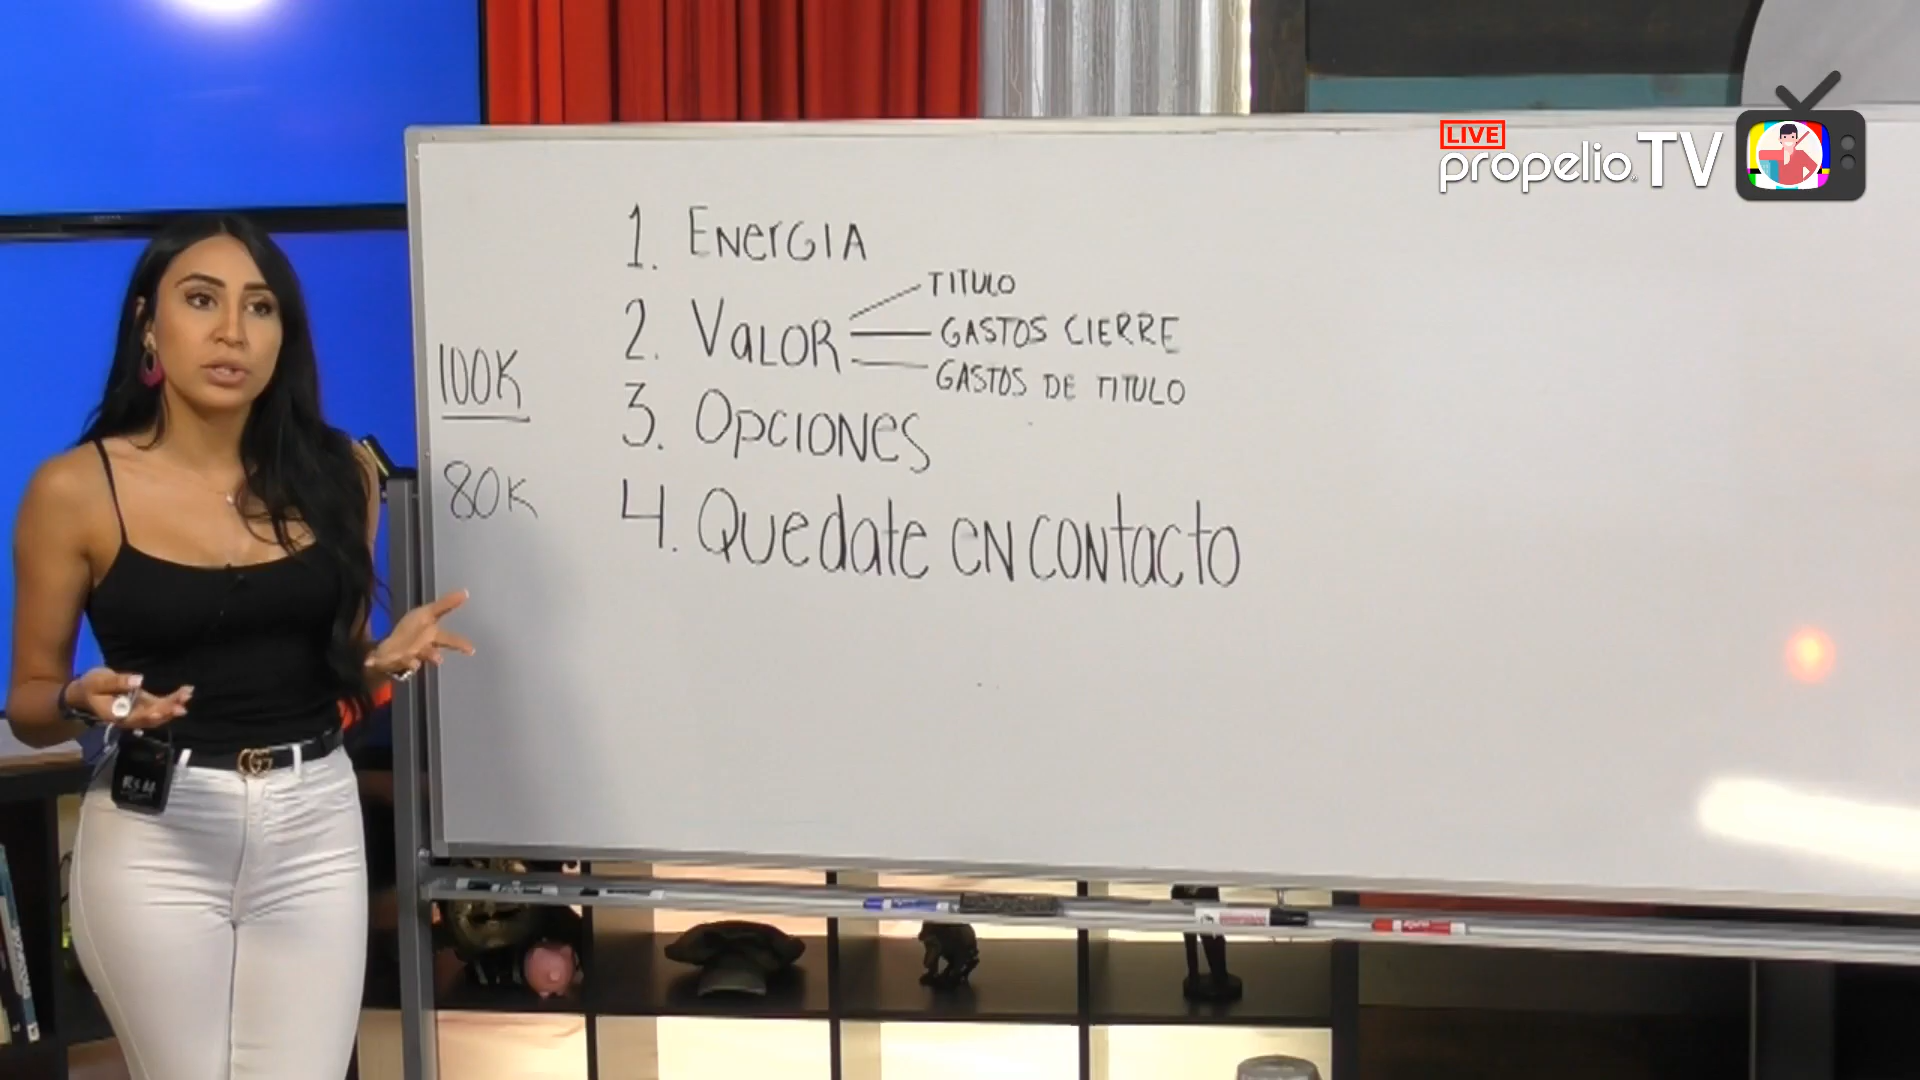 LIVE
propelio.TV
1. ENERGIA
2. VALOR
TITULO
GASTOS CIERRE
GASTOS DE TITULO
3. OPCIONES
4. Quedate en contacto
100K
80K